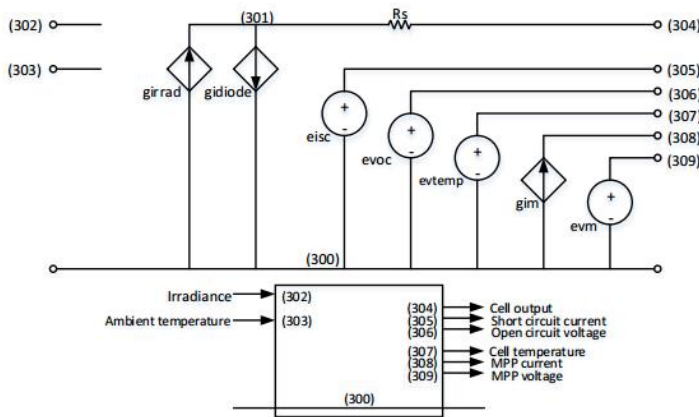 (302)
(303)
(301)
Rs
(304)
(305)
(306)
(307)
(308)
(309)
girrad
gidiode
+
-
eisc
+
-
evoc
+
-
evtemp
gim
+
-
evm
(300)
Irradiance
(302)
Ambient temperature
(303)
(304)
Cell output
(305)
Short circuit current
(306)
Open circuit voltage
(307)
Cell temperature
(308)
MPP current
(309)
MPP voltage
(300)